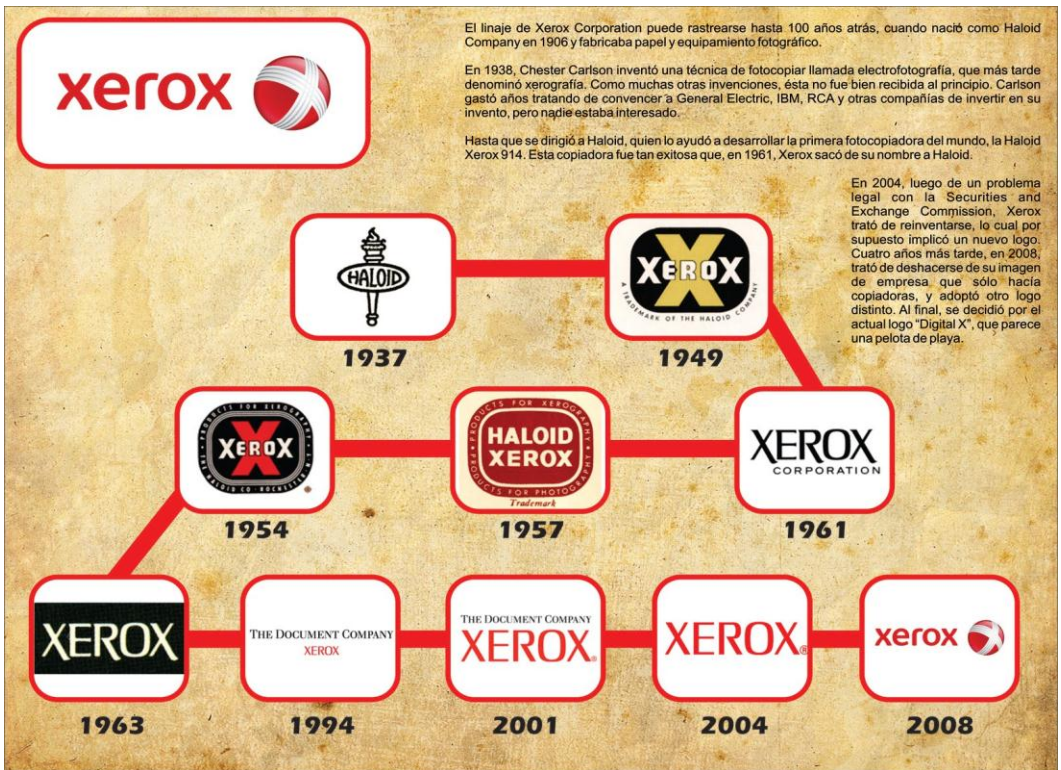 xerox
El linaje de Xerox Corporation puede rastrearse hasta 100 años atrás, cuando nació como Haloid
Company en 1906 y fabricaba papel y equipamiento fotográfico.
En 1938, Chester Carlson inventó una técnica de fotocopiar llamada electrofotografía, que más tarde
denominó xerografía. Como muchas otras invenciones, ésta no fue bien recibida al principio. Carlson
gastó años tratando de convencer a General Electric, IBM, RCA y otras compañías de invertir en su
invento, pero nadie estaba interesado.
Hasta que se dirigió a Haloid, quien lo ayudó a desarrollar la primera fotocopiadora del mundo, la Haloid
Xerox 914. Esta copiadora fue tan exitosa que, en 1961, Xerox sacó de su nombre a Haloid.
En 2004, luego de un problema
legal con la Securities and
Exchange Commission, Xerox
trató de reinventarse, lo cual por
supuesto implicó un nuevo logo.
Cuatro años más tarde, en 2008,
trató de deshacerse de su imagen
de empresa que sólo hacía
copiadoras, y adoptó otro logo
distinto. Al final, se decidió por el
actual logo "Digital X", que parece
una pelota de playa.
HALOID
1937
X
XEROX
A TRADEMARK OF THE HALOID COMPANY
1949
PRODUCTS FOR XEROGRAPHY
X
XEROX
THE HALOID CO · ROCHESTER · N.Y.
®
1954
PRODUCTS FOR XEROGRAPHY
HALOID
XEROX
PRODUCTS FOR PHOTOGRAPHY
Trademark
1957
XEROX
CORPORATION
1961
XEROX
1963
THE DOCUMENT COMPANY
XEROX
1994
THE DOCUMENT COMPANY
XEROX®
2001
XEROX®
2004
xerox
2008